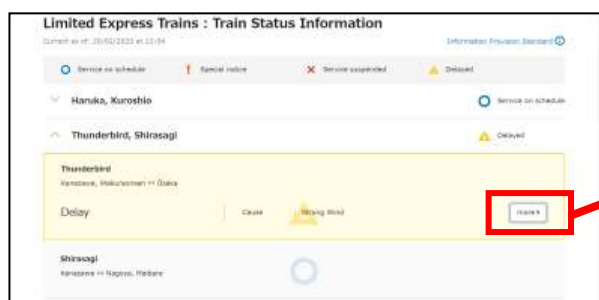 Limited Express Trains : Train Status Information
Information Provision Standard
Service on schedule Special notice Service suspended Delayed
Haruka, Kuroshio
Service on schedule
Thunderbird, Shirasagi
Delayed
Thunderbird
Delay Cause Strong Wind more
Shirasagi